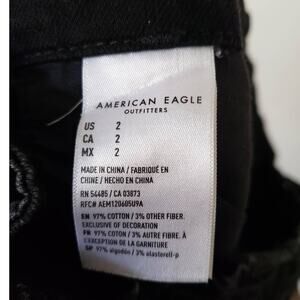 AMERICAN EAGLE
OUTFITTERS
US 2
CA 2
MX 2
MADE IN CHINA / FABRIQUÉ EN
CHINE / HECHO EN CHINA
RN 54485 / CA 03873
RFC# AEM120605U9A
EN 97% COTTON / 3% OTHER FIBER.
EXCLUSIVE OF DECORATION
FR 97% COTON / 3% AUTRE FIBRE. À
L'EXCEPTION DE LA GARNITURE
SP 97% algodón / 3% elasterell-p